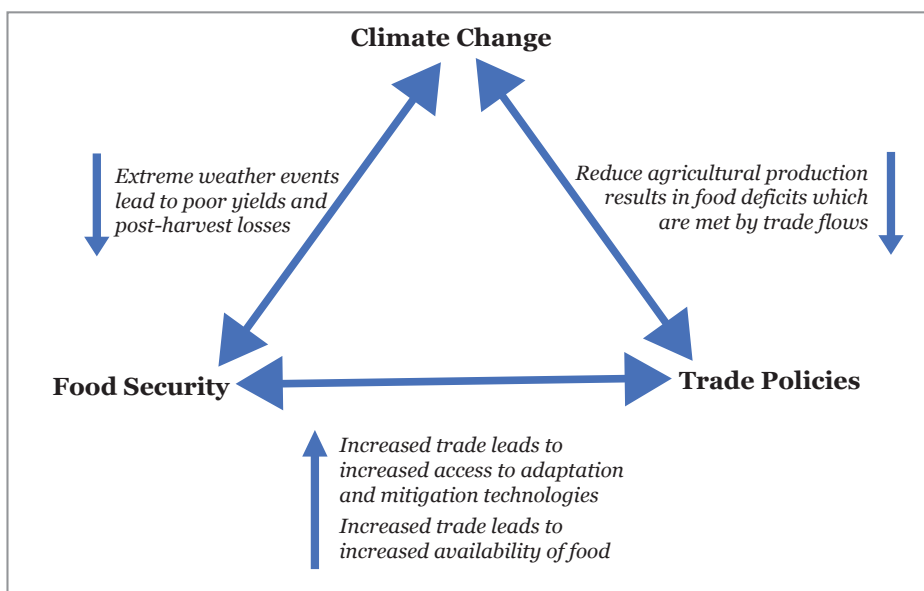 Climate Change
Extreme weather events
lead to poor yields and
post-harvest losses
Reduce agricultural production
results in food deficits which
are met by trade flows
Food Security
Trade Policies
Increased trade leads to
increased access to adaptation
and mitigation technologies
Increased trade leads to
increased availability of food